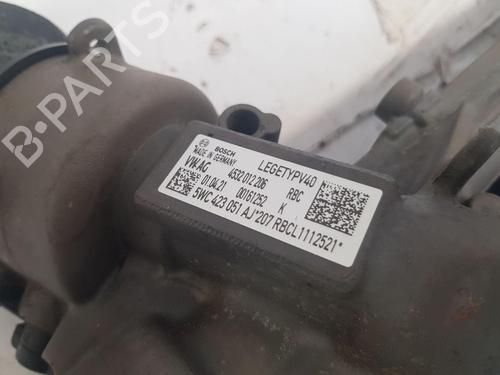 B-PARTS
BOSCH LEGETYPV40
MADE IN GERMANY
VW-AG 4532 012 206 RBC
01.04.21 00161252 K
5WC 423 051 AJ*207 RBCL1112521*